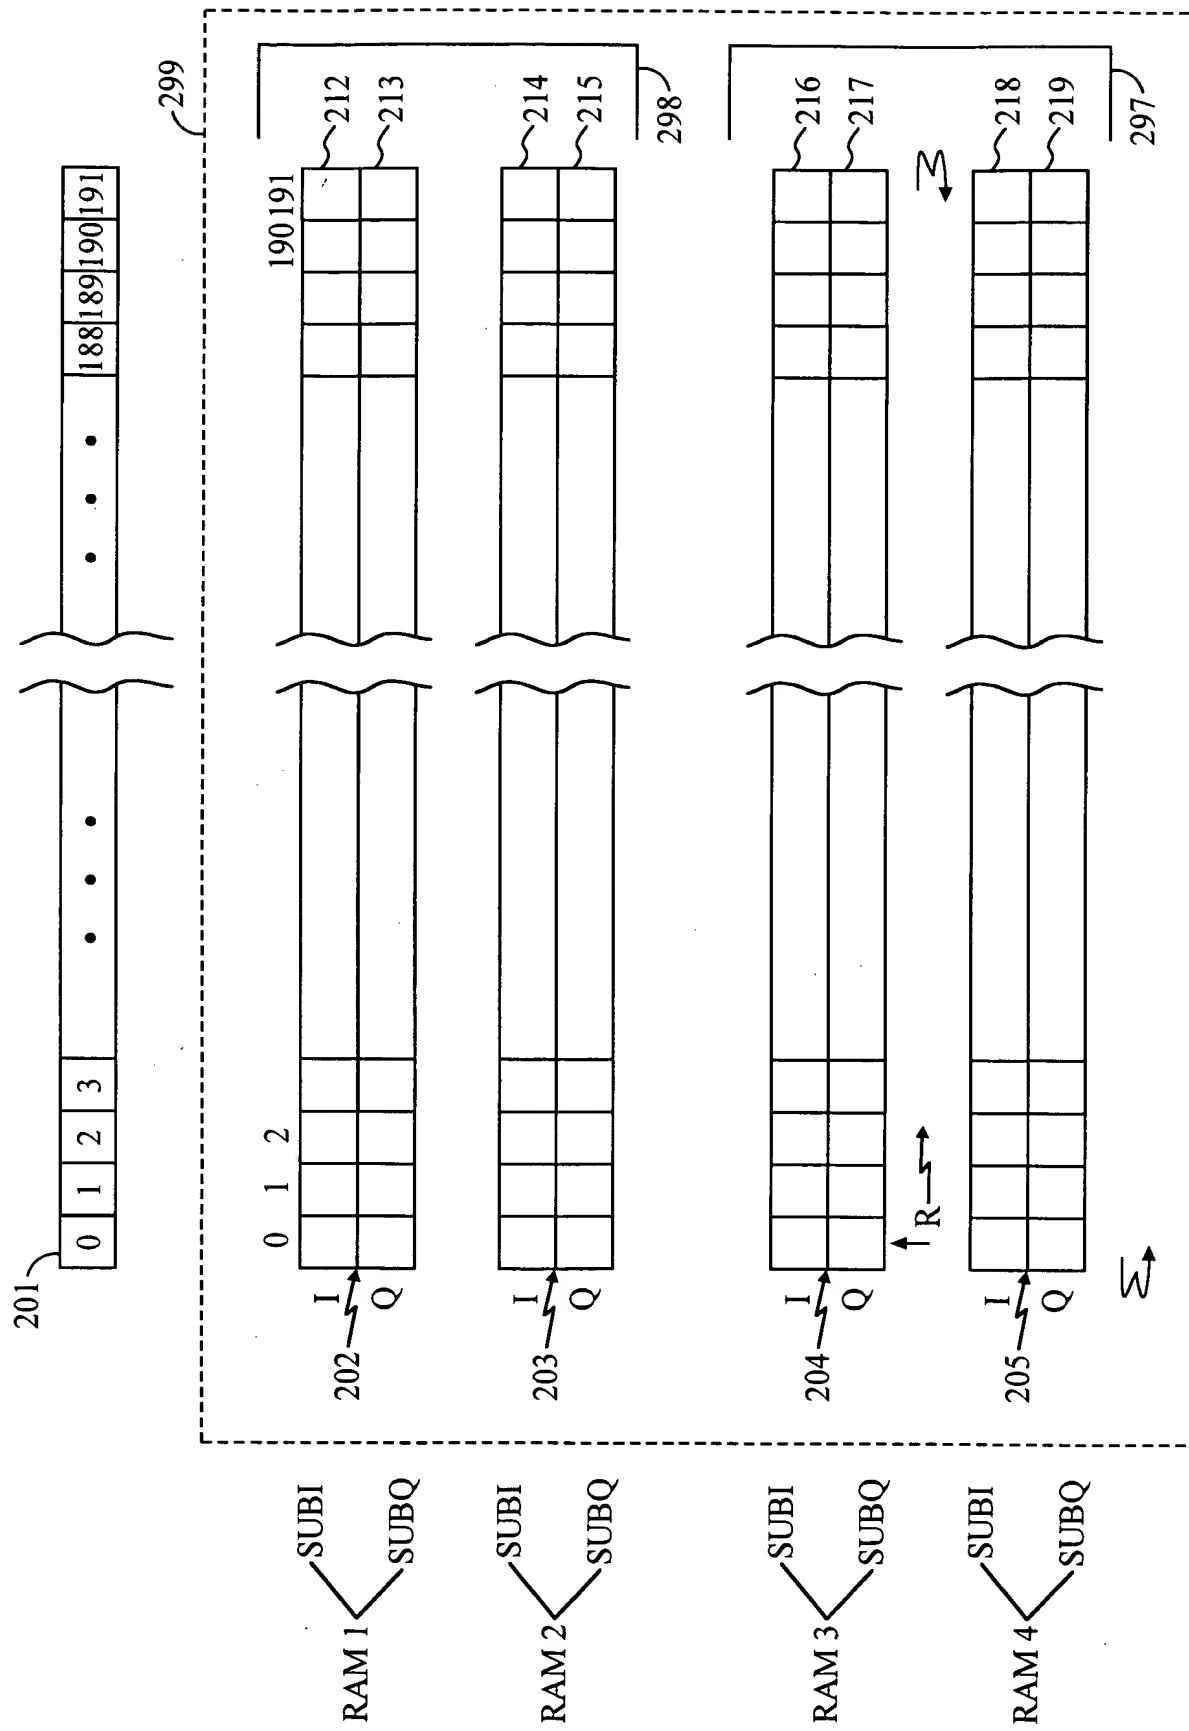 201
0 1 2 3 • • • • • • 188 189 190 191
299
0 1 2 190 191
RAM 1
SUBI
SUBQ
202
I
Q
212
213
RAM 2
SUBI
SUBQ
203
I
Q
214
215
298
RAM 3
SUBI
SUBQ
204
I
Q
216
217
R
W
RAM 4
SUBI
SUBQ
205
I
Q
218
219
W
297